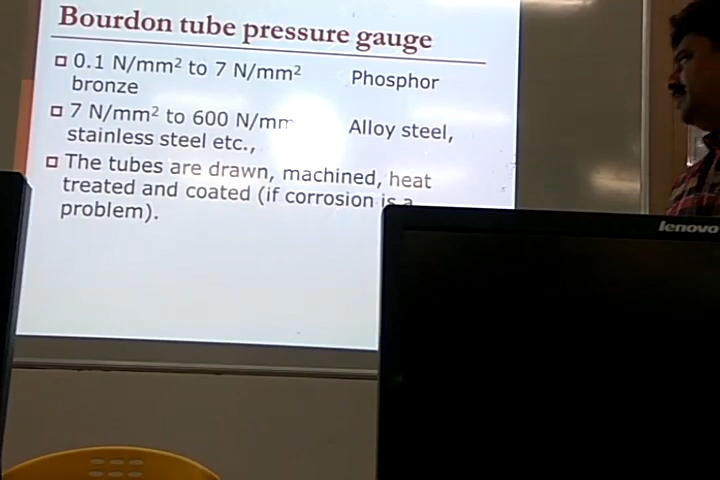 Bourdon tube pressure gauge
0.1 N/mm² to 7 N/mm² Phosphor
bronze
7 N/mm² to 600 N/mm Alloy steel,
stainless steel etc.,
The tubes are drawn, machined, heat
treated and coated (if corrosion is a
problem).
lenovo